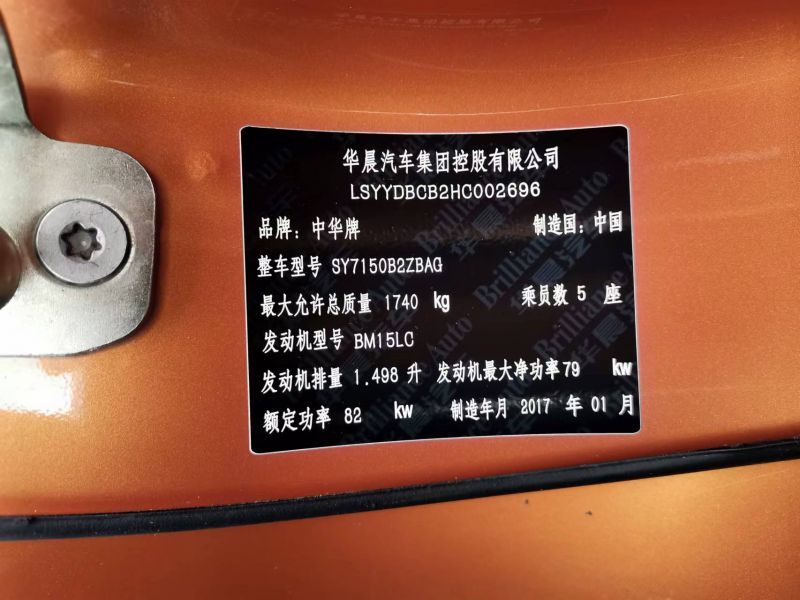 华晨汽车集团控股有限公司
LSYYDBCB2HC002696
品牌：中华牌 制造国：中国
整车型号 SY7150B2ZBAG
最大允许总质量 1740 kg 乘员数 5 座
发动机型号 BM15LC
发动机排量 1.498 升 发动机最大净功率79 kw
额定功率 82 kw 制造年月 2017 年 01 月